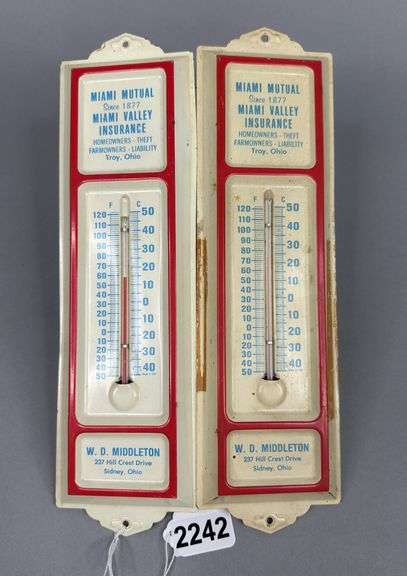 MIAMI MUTUAL
Since 1877
MIAMI VALLEY
INSURANCE
HOMEOWNERS - THEFT
FARMOWNERS - LIABILITY
Troy, Ohio
F C
120 50
110
100 40
90 30
80
70 20
60
50 10
40
30 0
20
10 10
0 20
10
20 30
30
40 40
50
W. D. MIDDLETON
237 Hill Crest Drive
Sidney, Ohio
MIAMI MUTUAL
Since 1877
MIAMI VALLEY
INSURANCE
HOMEOWNERS - THEFT
FARMOWNERS - LIABILITY
Troy, Ohio
F C
120 50
110
100 40
90 30
80
70 20
60
50 10
40
30 0
20
10 10
0 20
10
20 30
30
40 40
50
W. D. MIDDLETON
237 Hill Crest Drive
Sidney, Ohio
2242